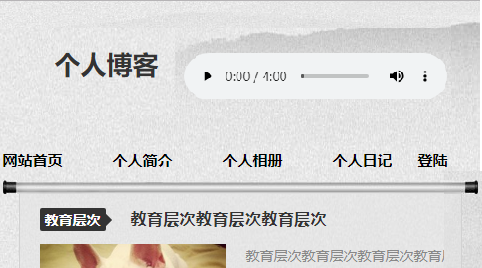 个人博客
0:00 / 4:00
网站首页 个人简介 个人相册 个人日记 登陆
教育层次 教育层次教育层次教育层次
教育层次教育层次教育层次教育